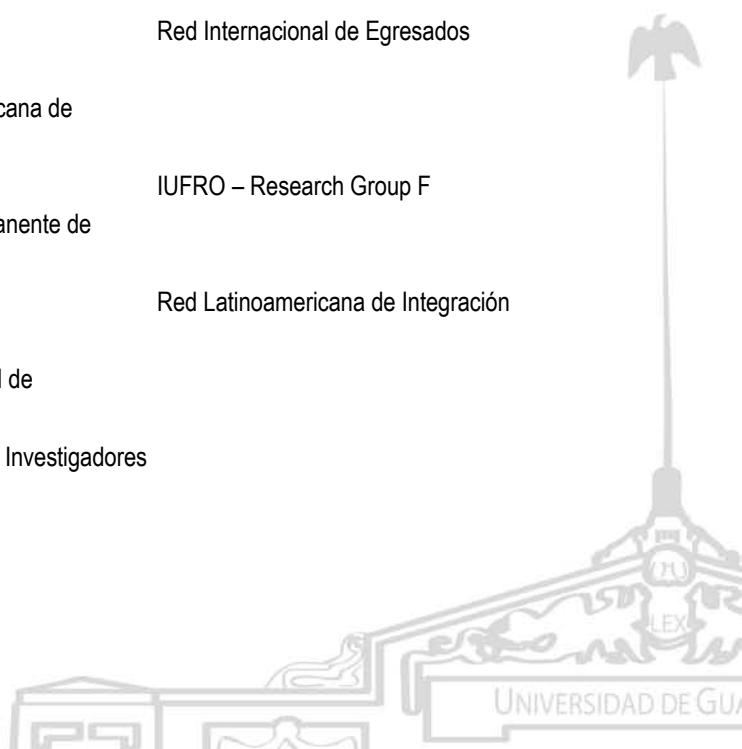 Red Internacional de Egresados
cana de
IUFRO – Research Group F
anente de
Red Latinoamericana de Integración
l de
Investigadores
LEX
UNIVERSIDAD DE GUA